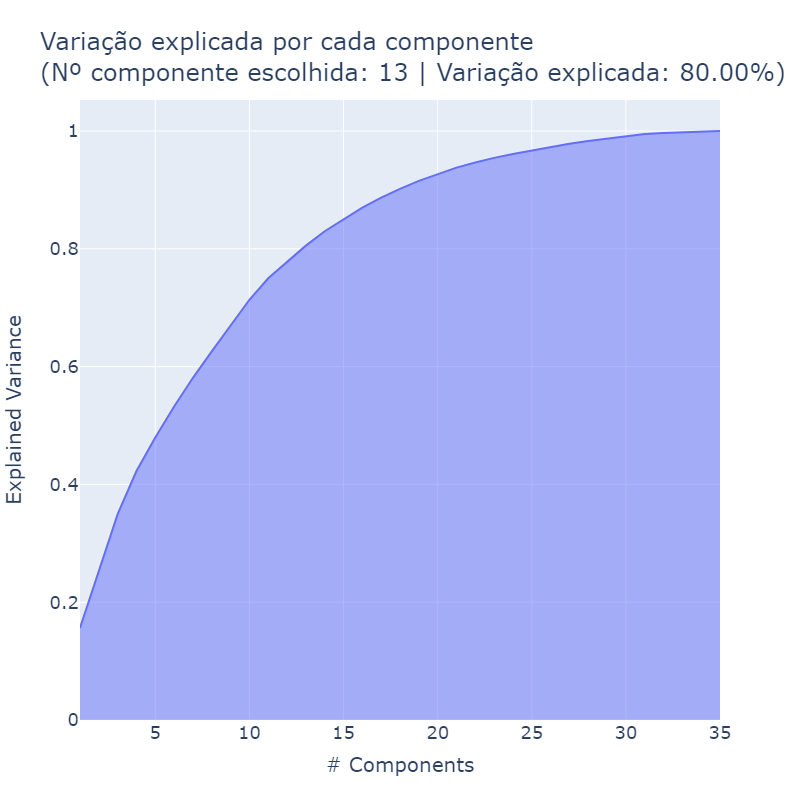 Variação explicada por cada componente
(Nº componente escolhida: 13 | Variação explicada: 80.00%)
1
0.8
0.6
0.4
0.2
0
Explained Variance
5 10 15 20 25 30 35
# Components